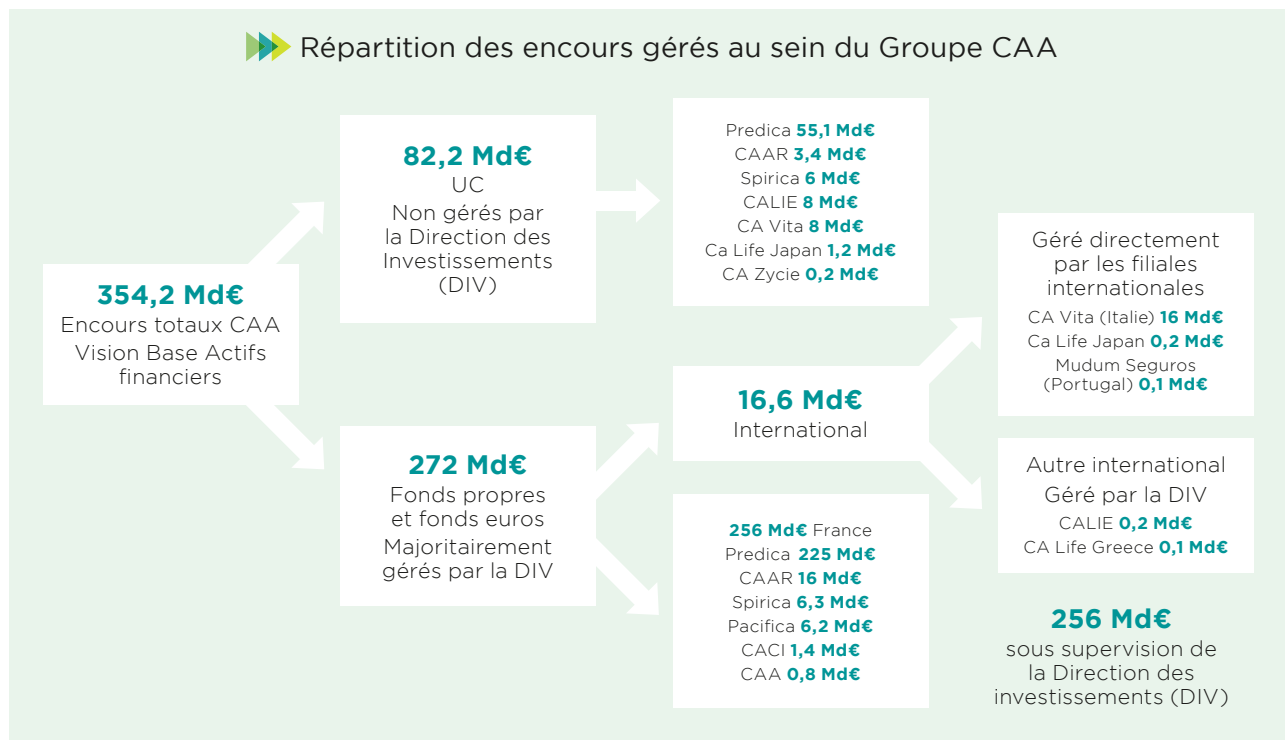 Répartition des encours gérés au sein du Groupe CAA
354,2 Md€
Encours totaux CAA
Vision Base Actifs
financiers
82,2 Md€
UC
Non gérés par
la Direction des
Investissements
(DIV)
272 Md€
Fonds propres
et fonds euros
Majoritairement
gérés par la DIV
Predica 55,1 Md€
CAAR 3,4 Md€
Spirica 6 Md€
CALIE 8 Md€
CA Vita 8 Md€
Ca Life Japan 1,2 Md€
CA Zycie 0,2 Md€
16,6 Md€
International
256 Md€ France
Predica 225 Md€
CAAR 16 Md€
Spirica 6,3 Md€
Pacifica 6,2 Md€
CACI 1,4 Md€
CAA 0,8 Md€
Géré directement
par les filiales
internationales
CA Vita (Italie) 16 Md€
Ca Life Japan 0,2 Md€
Mudum Seguros
(Portugal) 0,1 Md€
Autre international
Géré par la DIV
CALIE 0,2 Md€
CA Life Greece 0,1 Md€
256 Md€
sous supervision de
la Direction des
investissements (DIV)